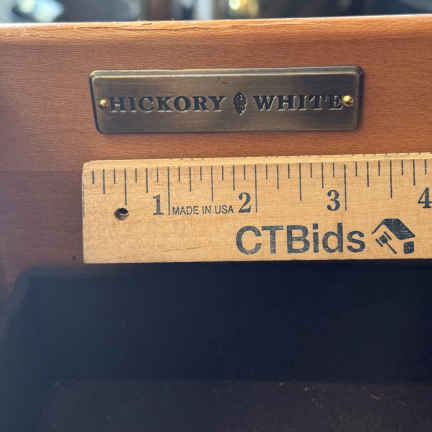 HICKORY WHITE
1 MADE IN USA 2 3 4
CTBids